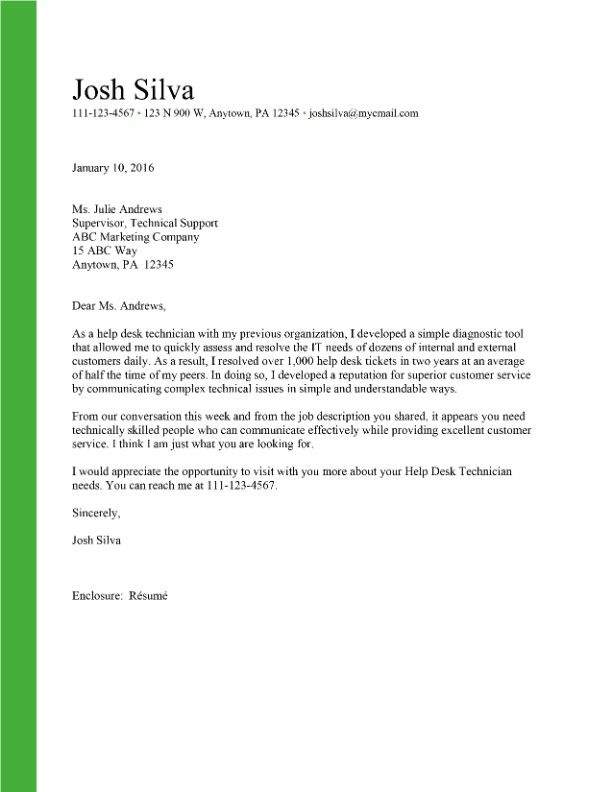 Josh Silva
111-123-4567 • 123 N 900 W, Anytown, PA 12345 • joshsilva@myemail.com
January 10, 2016
Ms. Julie Andrews
Supervisor, Technical Support
ABC Marketing Company
15 ABC Way
Anytown, PA  12345
Dear Ms. Andrews,
As a help desk technician with my previous organization, I developed a simple diagnostic tool
that allowed me to quickly assess and resolve the IT needs of dozens of internal and external
customers daily. As a result, I resolved over 1,000 help desk tickets in two years at an average
of half the time of my peers. In doing so, I developed a reputation for superior customer service
by communicating complex technical issues in simple and understandable ways.
From our conversation this week and from the job description you shared, it appears you need
technically skilled people who can communicate effectively while providing excellent customer
service. I think I am just what you are looking for.
I would appreciate the opportunity to visit with you more about your Help Desk Technician
needs. You can reach me at 111-123-4567.
Sincerely,
Josh Silva
Enclosure:  Résumé